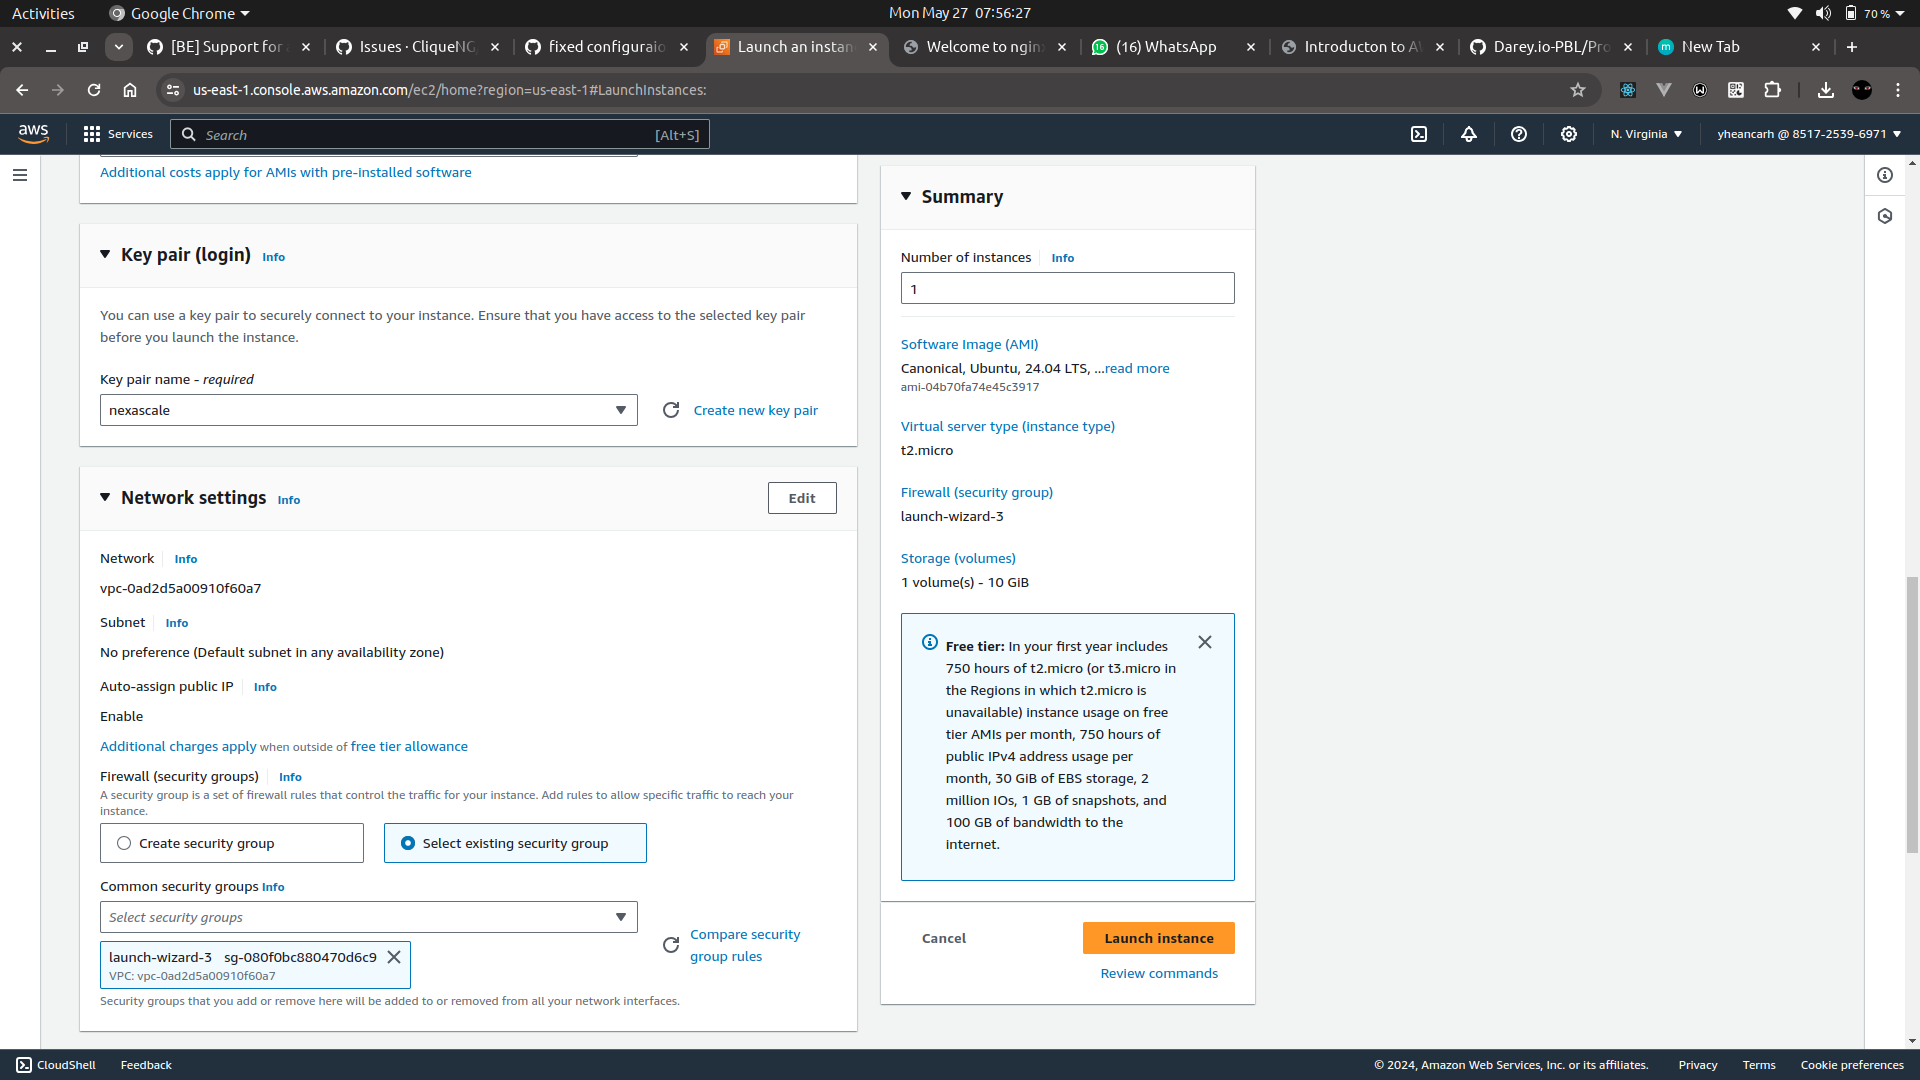 Activities
Google Chrome
Mon May 27 07:56:27
70 %
[BE] Support for
Issues · CliqueNG
fixed configuraio
Launch an instan
Welcome to ngin
(16) WhatsApp
Introducton to A
Darey.io-PBL/Pro
New Tab
us-east-1.console.aws.amazon.com/ec2/home?region=us-east-1#LaunchInstances:
aws
Services
Search
[Alt+S]
N. Virginia
yheancarh @ 8517-2539-6971
Additional costs apply for AMIs with pre-installed software
Key pair (login) Info
You can use a key pair to securely connect to your instance. Ensure that you have access to the selected key pair
before you launch the instance.
Key pair name - required
nexascale
Create new key pair
Network settings Info
Edit
Network Info
vpc-0ad2d5a00910f60a7
Subnet Info
No preference (Default subnet in any availability zone)
Auto-assign public IP Info
Enable
Additional charges apply when outside of free tier allowance
Firewall (security groups) Info
A security group is a set of firewall rules that control the traffic for your instance. Add rules to allow specific traffic to reach your
instance.
Create security group
Select existing security group
Common security groups Info
Select security groups
launch-wizard-3 sg-080f0bc880470d6c9
VPC: vpc-0ad2d5a00910f60a7
Compare security
group rules
Security groups that you add or remove here will be added to or removed from all your network interfaces.
Summary
Number of instances Info
1
Software Image (AMI)
Canonical, Ubuntu, 24.04 LTS, ...read more
ami-04b70fa74e45c3917
Virtual server type (instance type)
t2.micro
Firewall (security group)
launch-wizard-3
Storage (volumes)
1 volume(s) - 10 GiB
Free tier: In your first year includes
750 hours of t2.micro (or t3.micro in
the Regions in which t2.micro is
unavailable) instance usage on free
tier AMIs per month, 750 hours of
public IPv4 address usage per
month, 30 GiB of EBS storage, 2
million IOs, 1 GB of snapshots, and
100 GB of bandwidth to the
internet.
Cancel
Launch instance
Review commands
CloudShell
Feedback
© 2024, Amazon Web Services, Inc. or its affiliates.
Privacy
Terms
Cookie preferences